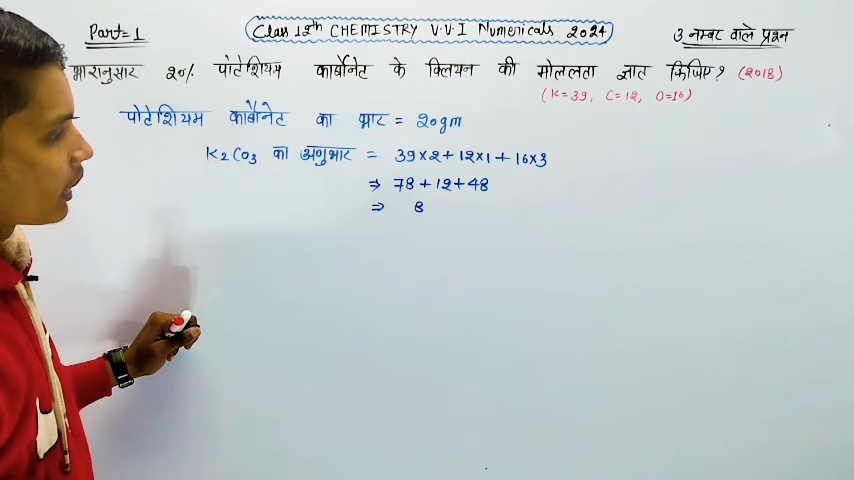 Part=1
Class 12th CHEMISTRY V.V.I Numericals 2024
3 नम्बर वाले प्रश्न
भारानुसार 20% पोटेशियम कार्बोनेट के विलयन की मोललता ज्ञात किजिए? (2018)
(K=39, C=12, O=16)
पोटेशियम कार्बोनेट का भार = 20gm
K2CO3 का अणुभार = 39×2+12×1+16×3
⇒ 78+12+48
⇒ 8